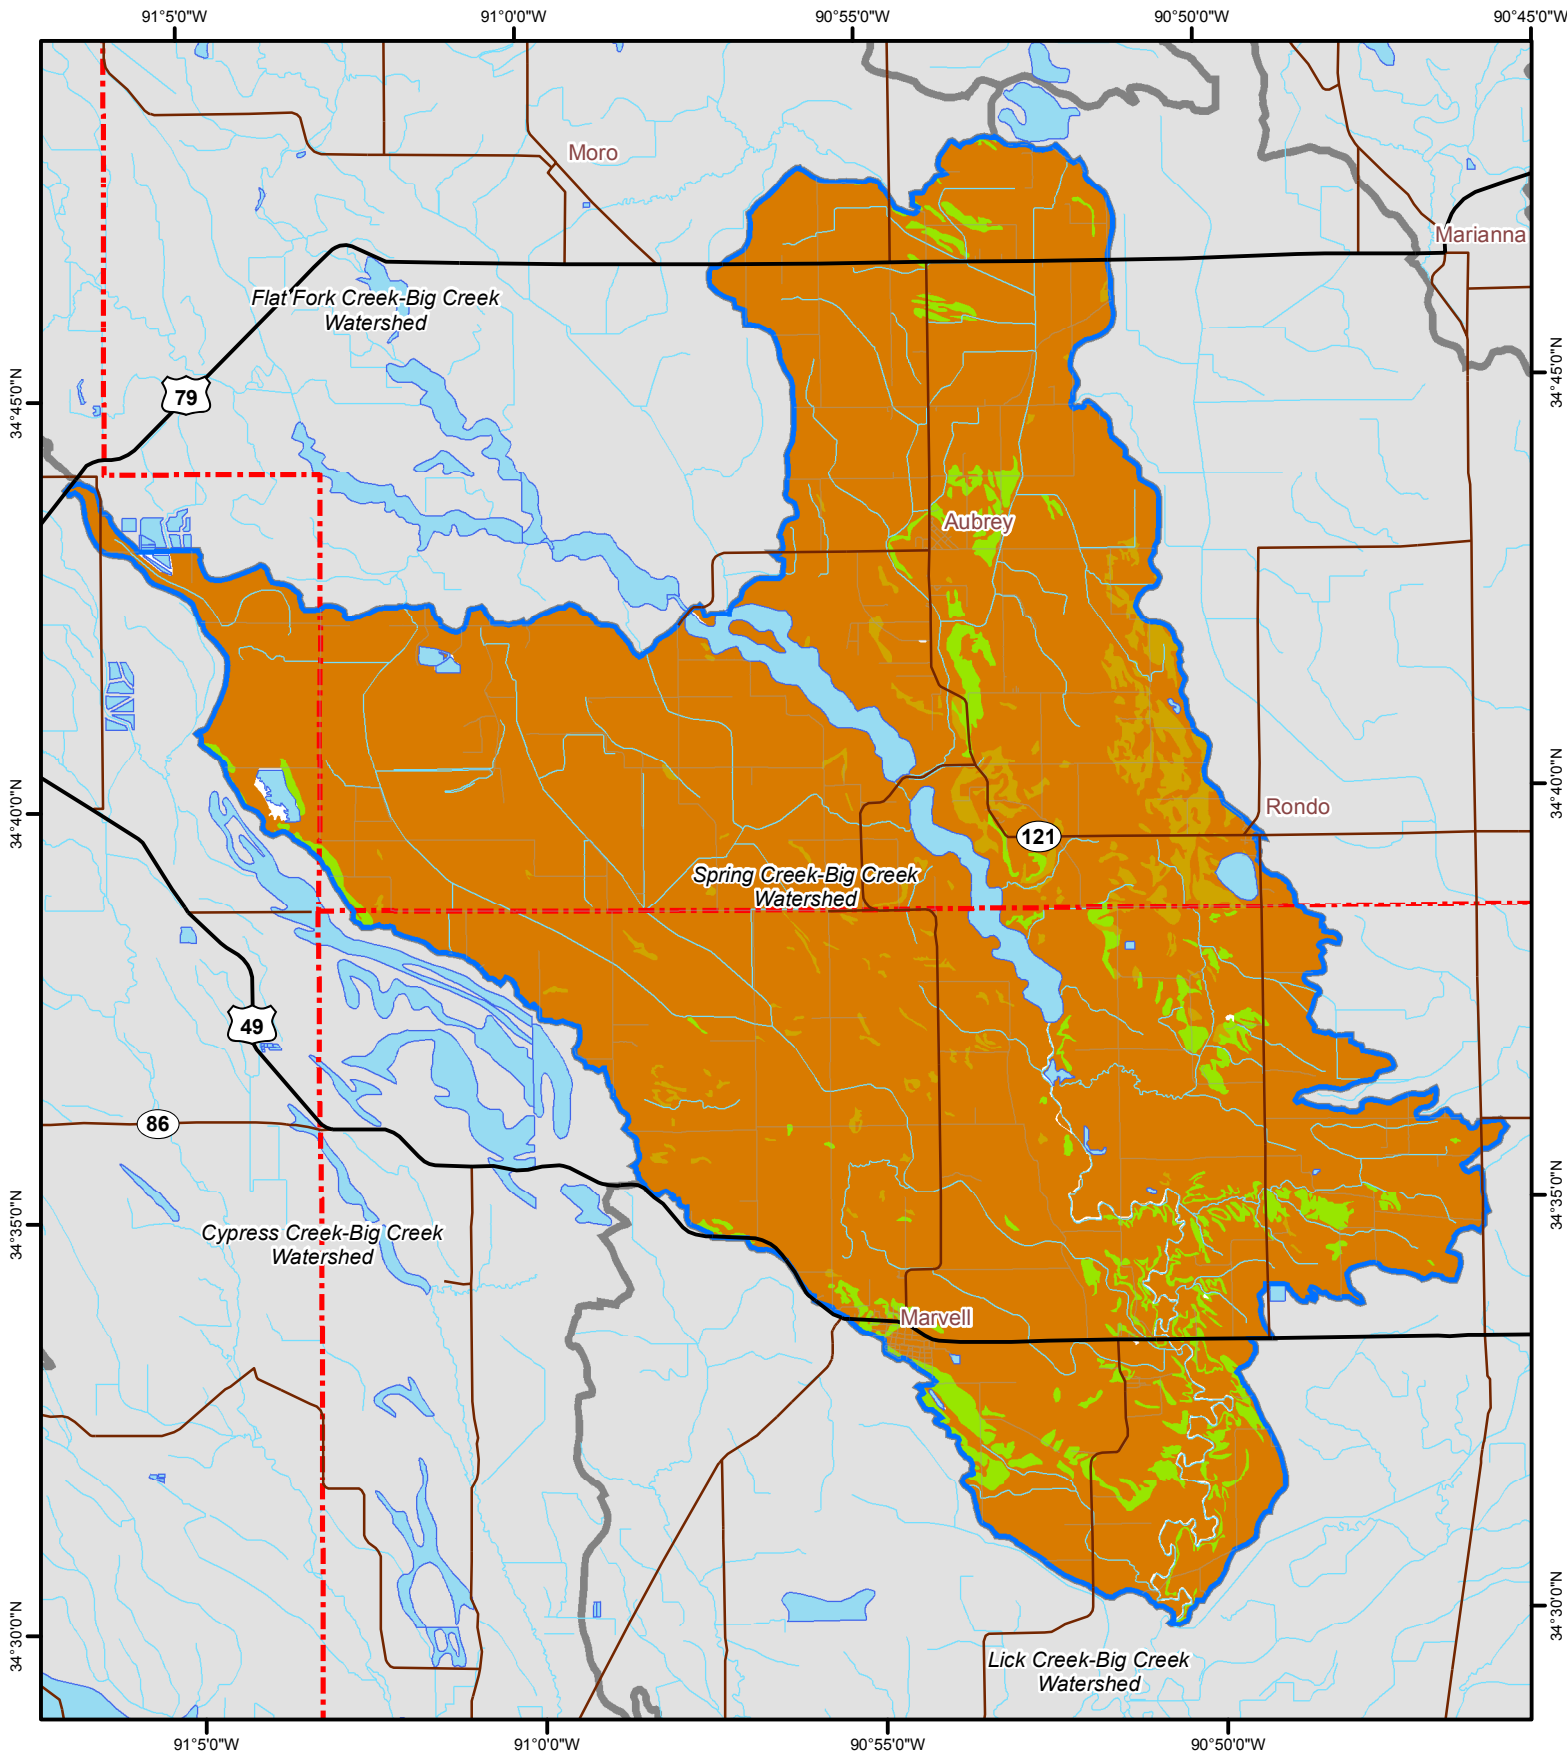 91°5'0"W
91°0'0"W
90°55'0"W
90°50'0"W
90°45'0"W
Moro
Marianna
Flat Fork Creek-Big Creek
Watershed
34°45'0"N
34°45'0"N
79
Aubrey
34°40'0"N
34°40'0"N
Rondo
121
Spring Creek-Big Creek
Watershed
49
86
34°35'0"N
34°35'0"N
Cypress Creek-Big Creek
Watershed
Marvell
34°30'0"N
34°30'0"N
Lick Creek-Big Creek
Watershed
91°5'0"W
91°0'0"W
90°55'0"W
90°50'0"W